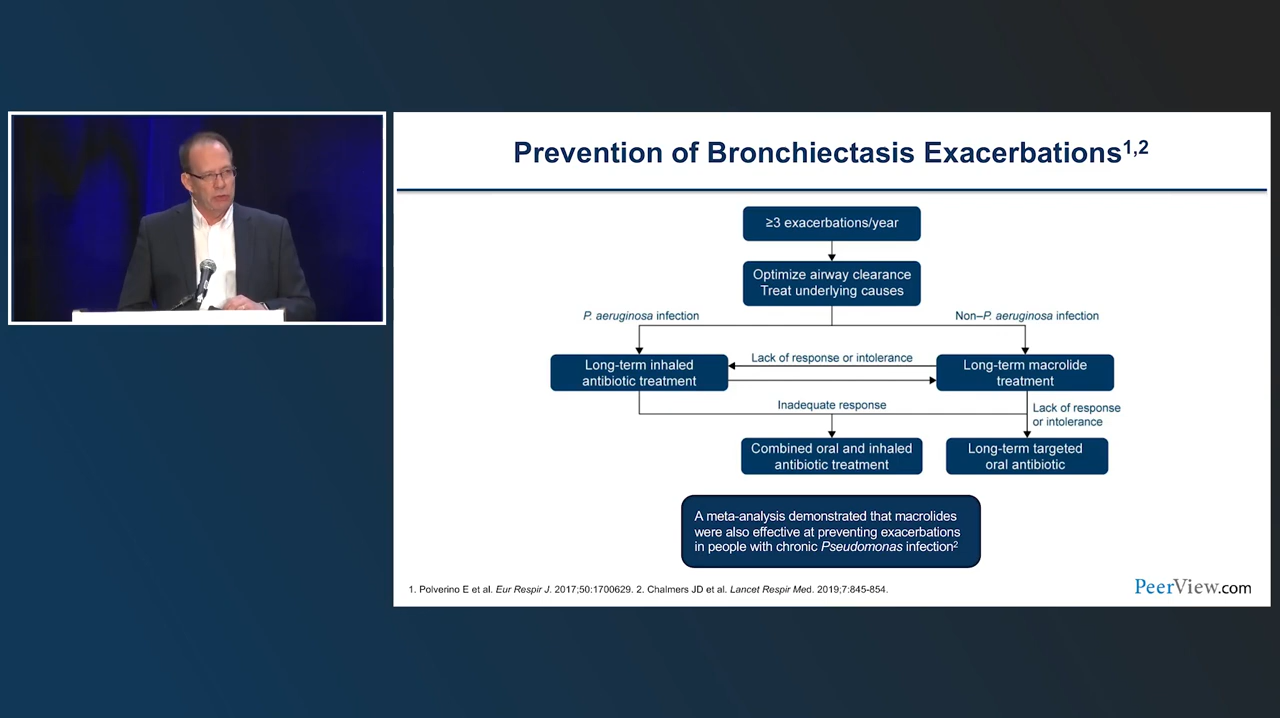 Prevention of Bronchiectasis Exacerbations1,2
≥3 exacerbations/year
Optimize airway clearance
Treat underlying causes
P. aeruginosa infection
Non–P. aeruginosa infection
Long-term inhaled
antibiotic treatment
Lack of response or intolerance
Long-term macrolide
treatment
Inadequate response
Lack of response
or intolerance
Combined oral and inhaled
antibiotic treatment
Long-term targeted
oral antibiotic
A meta-analysis demonstrated that macrolides
were also effective at preventing exacerbations
in people with chronic Pseudomonas infection2
1. Polverino E et al. Eur Respir J. 2017;50:1700629. 2. Chalmers JD et al. Lancet Respir Med. 2019;7:845-854.
PeerView.com